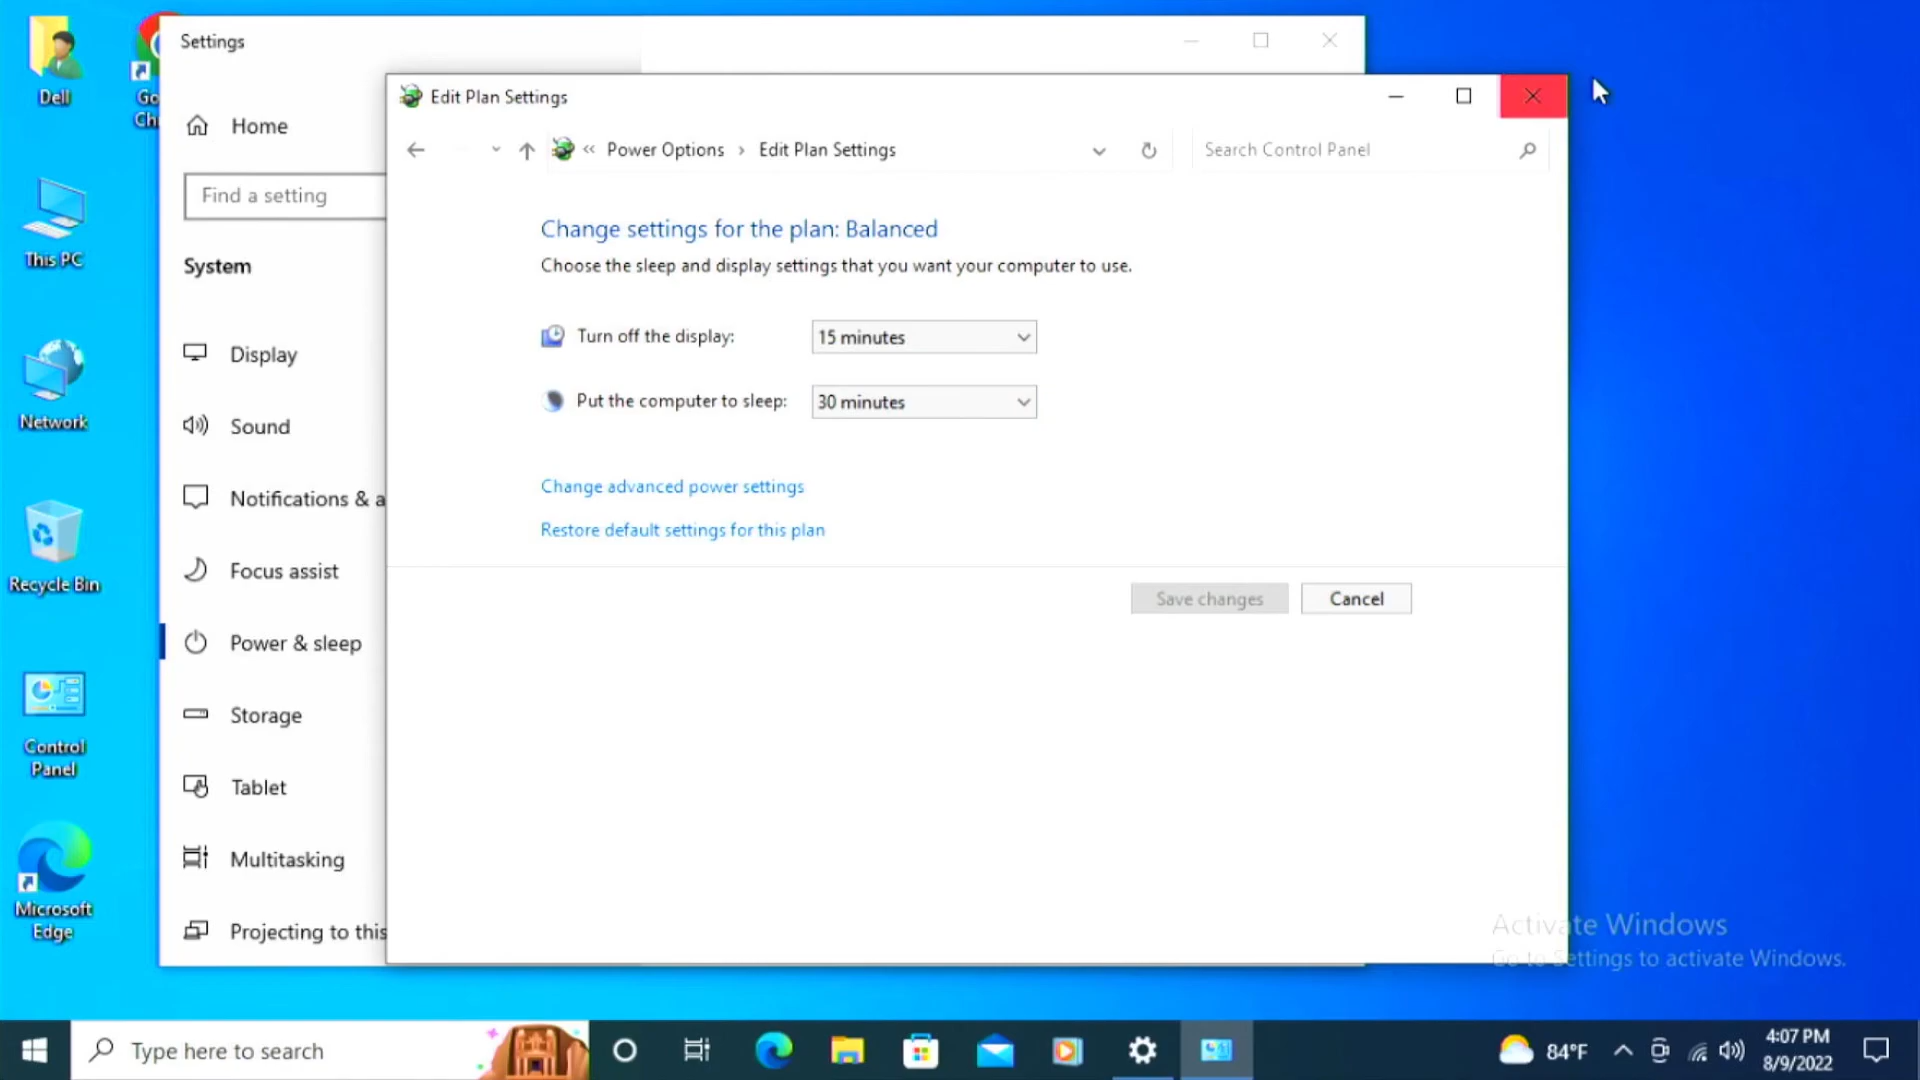 Dell
Go
Ch
This PC
Network
Recycle Bin
Control
Panel
Microsoft
Edge
Settings
Home
Find a setting
System
Display
Sound
Notifications & a
Focus assist
Power & sleep
Storage
Tablet
Multitasking
Projecting to this
Edit Plan Settings
« Power Options › Edit Plan Settings
Search Control Panel
Change settings for the plan: Balanced
Choose the sleep and display settings that you want your computer to use.
Turn off the display: 15 minutes
Put the computer to sleep: 30 minutes
Change advanced power settings
Restore default settings for this plan
Save changes Cancel
Activate Windows
Go to Settings to activate Windows.
Type here to search
84°F
4:07 PM
8/9/2022